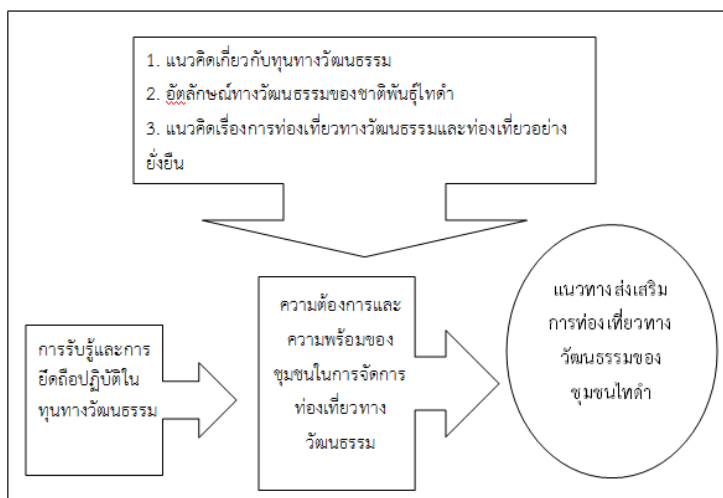 1. แนวคิดเกี่ยวกับทุนทางวัฒนธรรม
2. อัตลักษณ์ทางวัฒนธรรมของชาติพันธุ์ไทดำ
3. แนวคิดเรื่องการท่องเที่ยวทางวัฒนธรรมและท่องเที่ยวอย่าง
ยั่งยืน
การรับรู้และการ
ยึดถือปฏิบัติใน
ทุนทางวัฒนธรรม
ความต้องการและ
ความพร้อมของ
ชุมชนในการจัดการ
ท่องเที่ยวทาง
วัฒนธรรม
แนวทางส่งเสริม
การท่องเที่ยวทาง
วัฒนธรรมของ
ชุมชนไทดำ